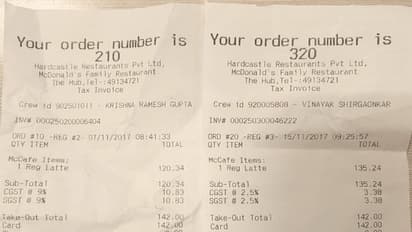 Your order number is
210
Hardcastle Restaurants Pvt Ltd,
McDonald's Family Restaurant
The Hub,Tel-:49134721
Tax Invoice
Crew id 902501011 - KRISHNA RAMESH GUPTA
INV# 000250200006404
ORD #10 -REG #2- 07/11/2017 08:41:33
QTY ITEM TOTAL
McCafe Items:
1 Reg Latte 120.34
Sub-Total 120.34
CGST @ 9% 10.83
SGST @ 9% 10.83
Take-Out Total 142.00
Card 142.00
Your order number is
320
Hardcastle Restaurants Pvt Ltd,
McDonald's Family Restaurant
The Hub,Tel-:49134721
Tax Invoice
Crew id 920005808 - VINAYAK SHIRGAONKAR
INV# 000250300046222
ORD #20 -REG #3- 15/11/2017 09:25:57
QTY ITEM TOTAL
McCafe Items:
1 Reg Latte 135.24
Sub-Total 135.24
CGST @ 2.5% 3.38
SGST @ 2.5% 3.38
Take-Out Total 142.00
Card 142.00